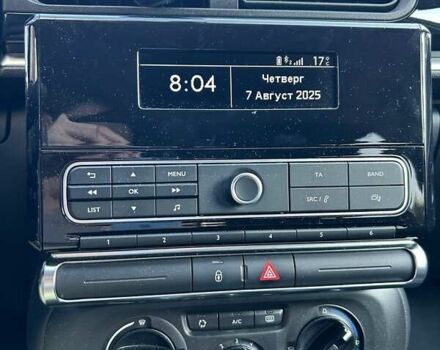 17°C
8:04
Четверг
7 Август 2025
MENU
TA
BAND
OK
SRC/
LIST
1 2 3 4 5 6
A/C